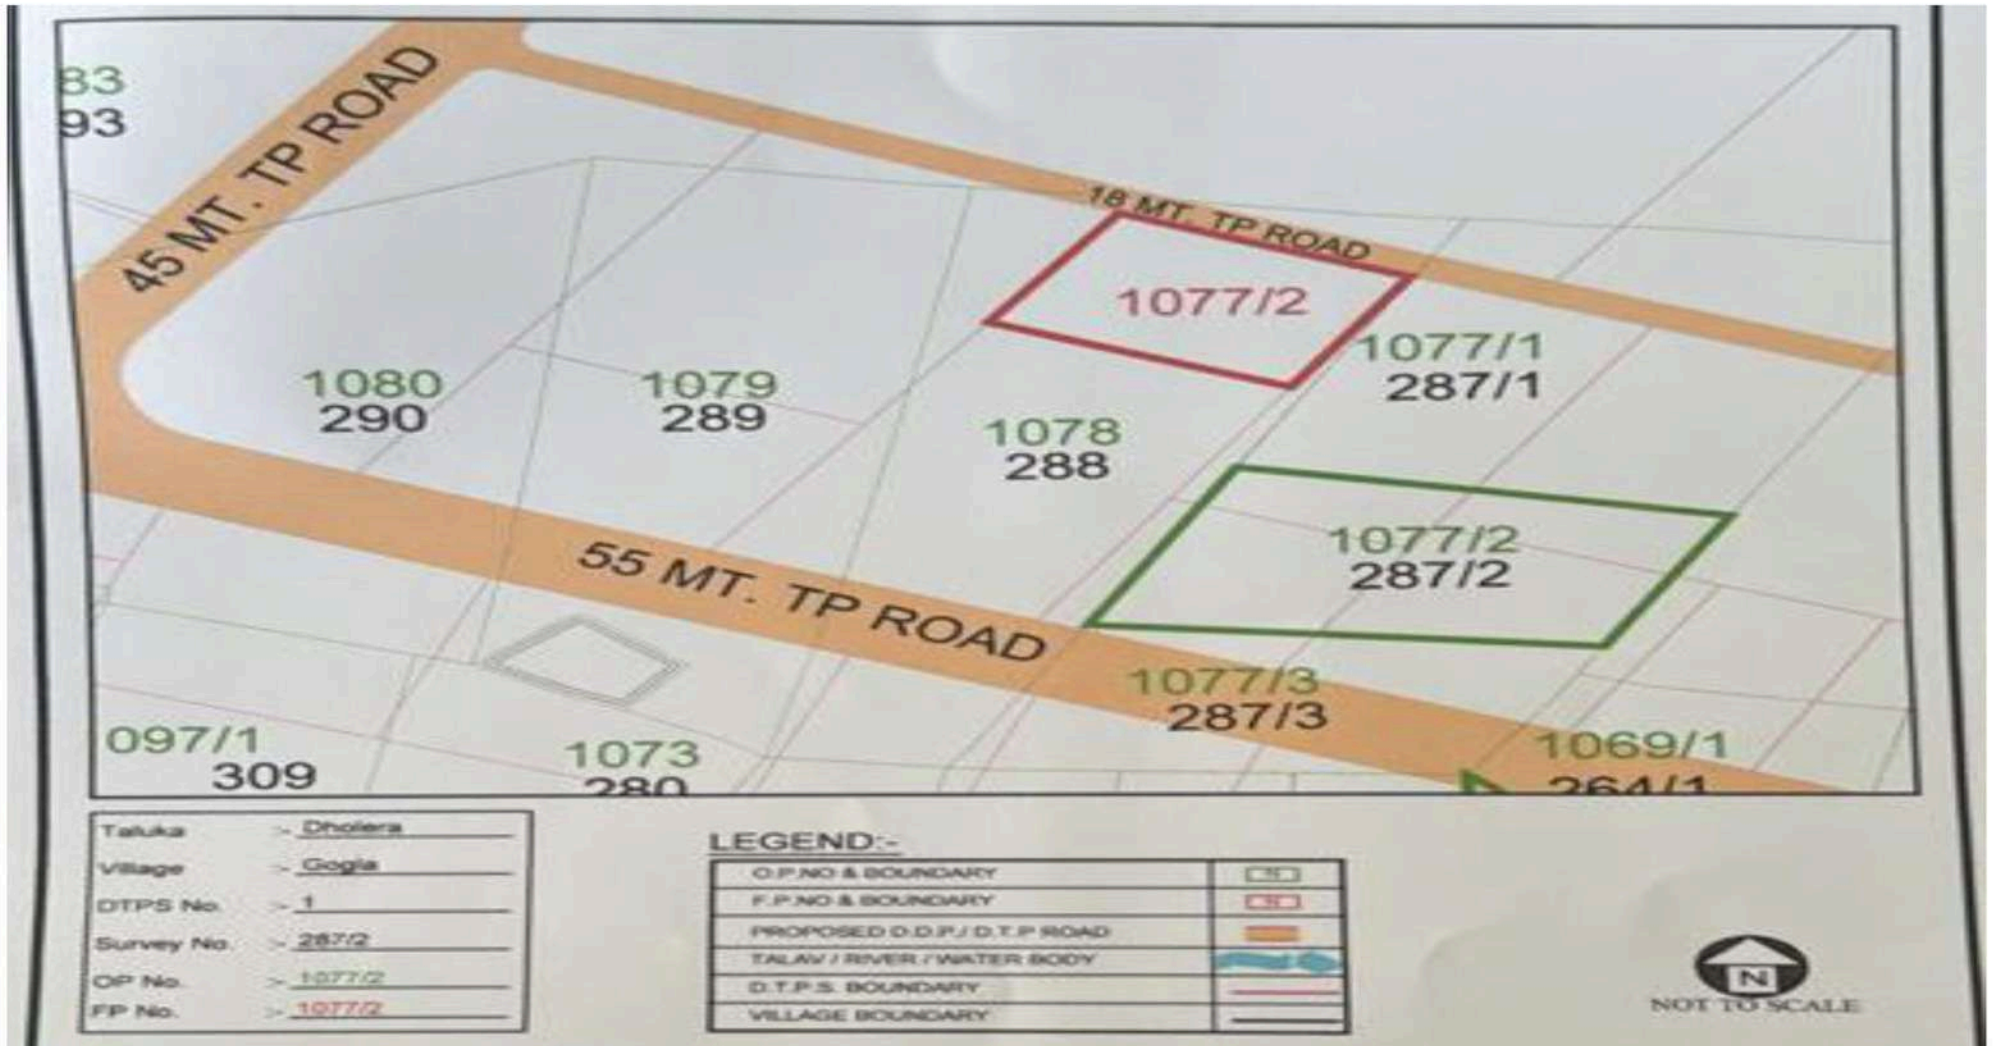 83
93
45 MT. TP ROAD
18 MT. TP ROAD
1077/2
1077/1
287/1
1080
290
1079
289
1078
288
1077/2
287/2
55 MT. TP ROAD
1077/3
287/3
097/1
309
1073
280
1069/1
264/1
Taluka :- Dholera
Village :- Gogla
DTPS No. :- 1
Survey No. :- 287/2
OP No. :- 1077/2
FP No. :- 1077/2
LEGEND:-
O.P.NO & BOUNDARY
F.P.NO & BOUNDARY
PROPOSED D.D.P./ D.T.P ROAD
TALAV / RIVER / WATER BODY
D.T.P.S. BOUNDARY
VILLAGE BOUNDARY
N
NOT TO SCALE